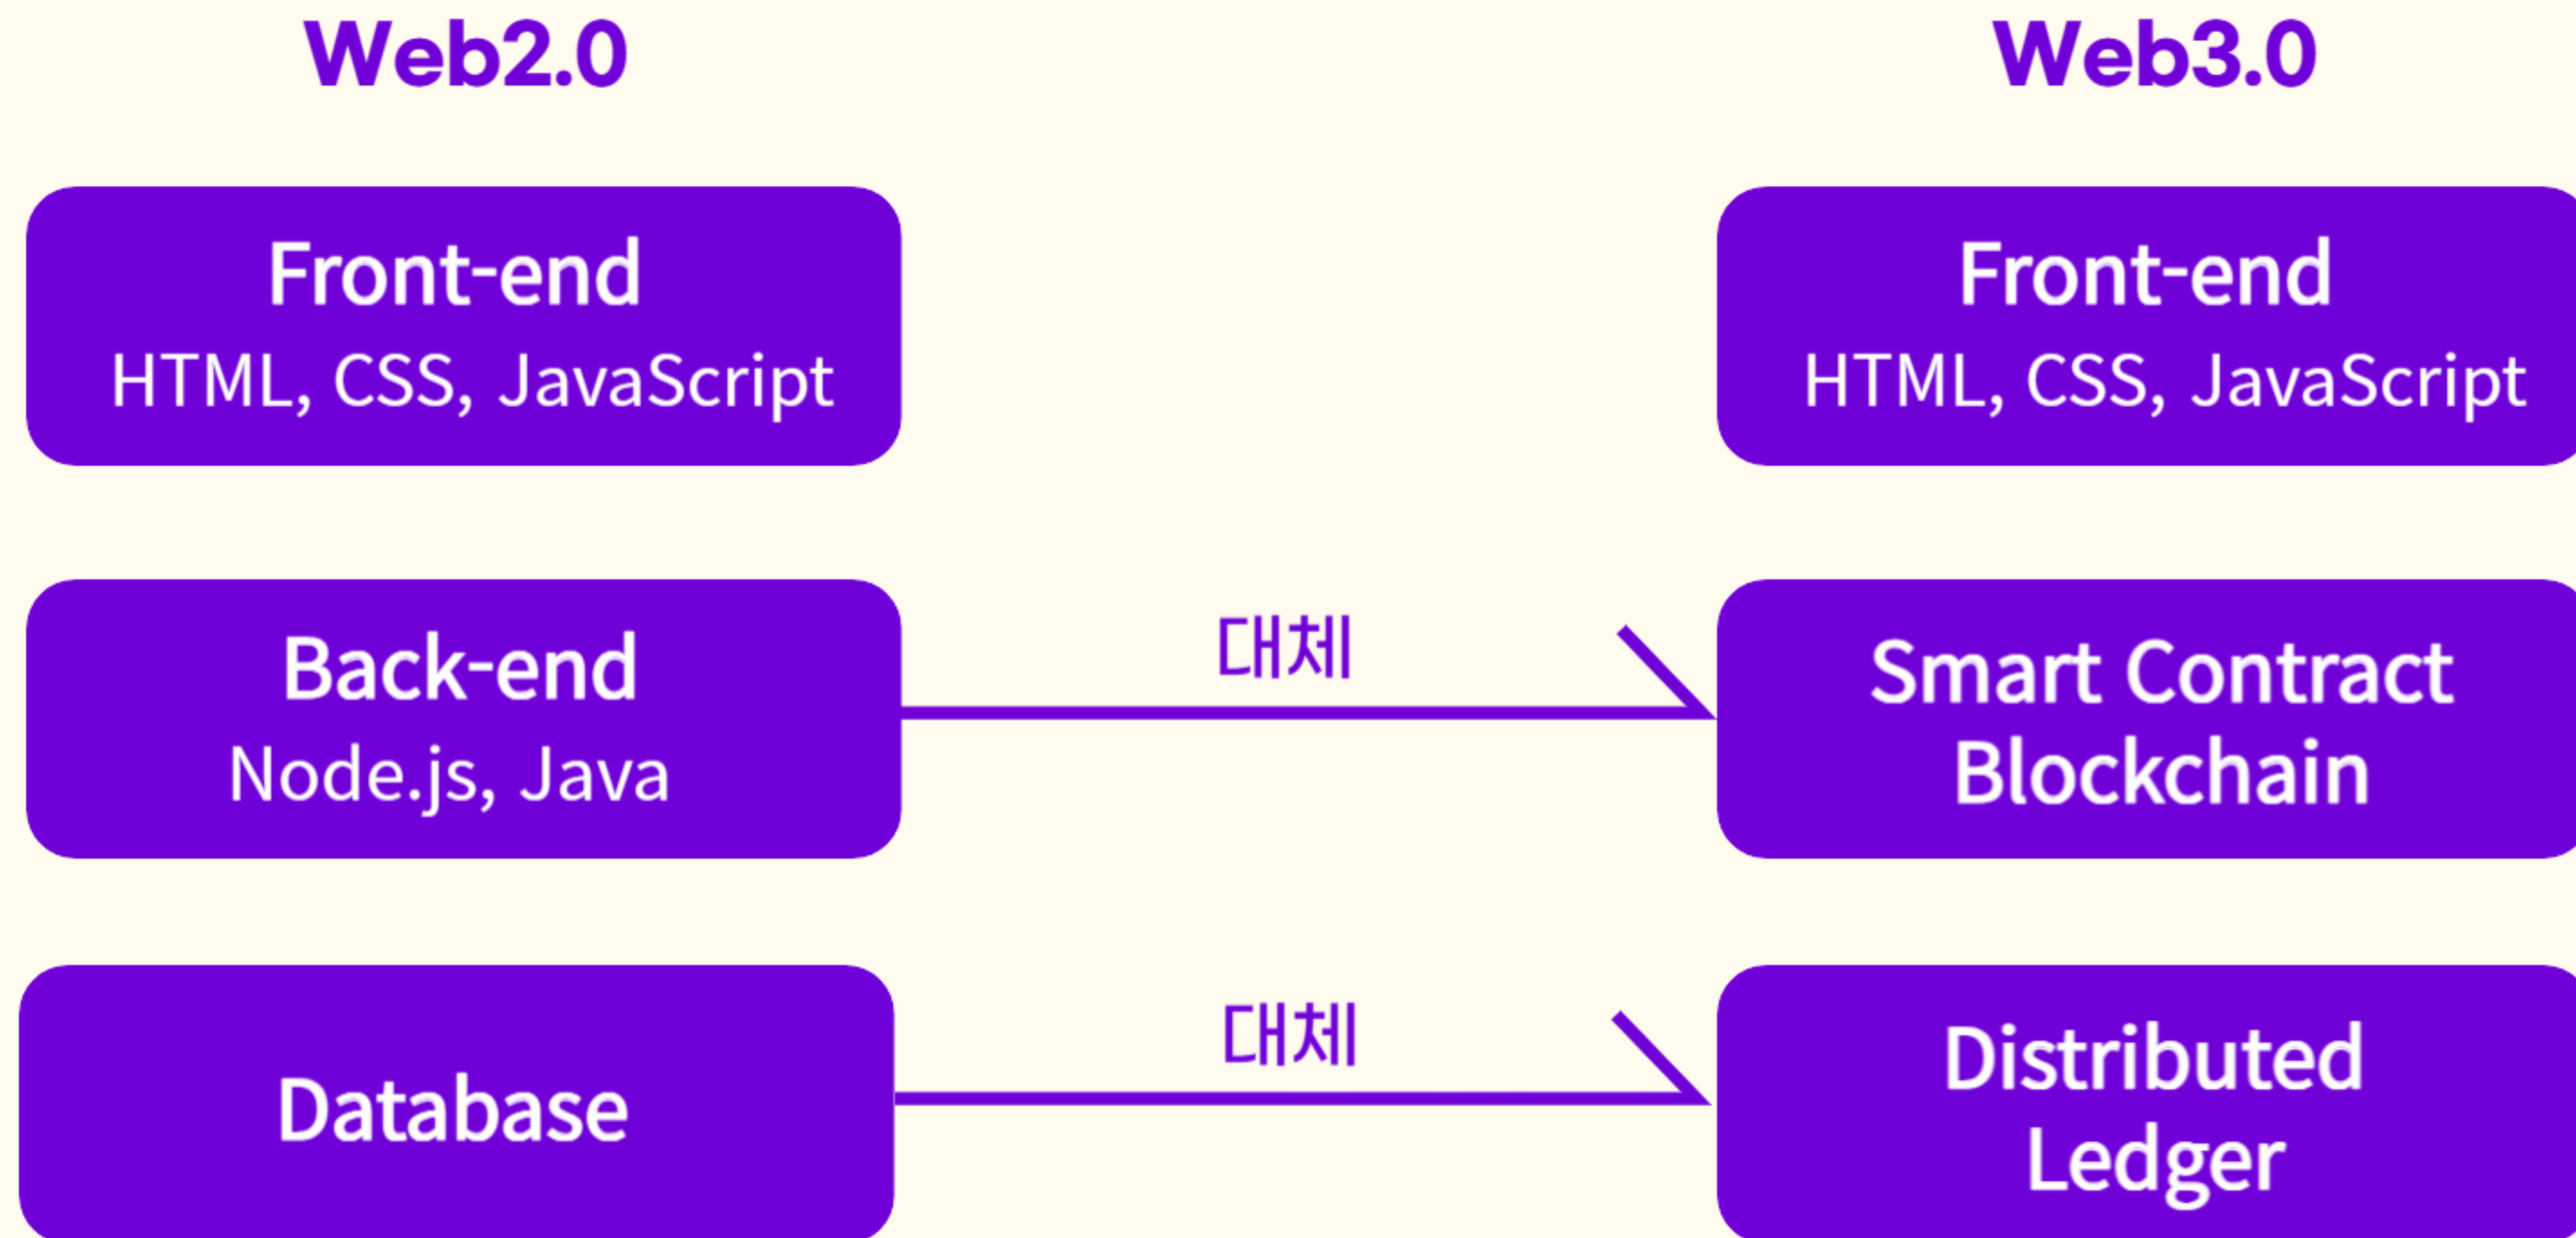 Web2.0
Web3.0
Front-end
HTML, CSS, JavaScript
Front-end
HTML, CSS, JavaScript
Back-end
Node.js, Java
대체
Smart Contract
Blockchain
Database
대체
Distributed
Ledger